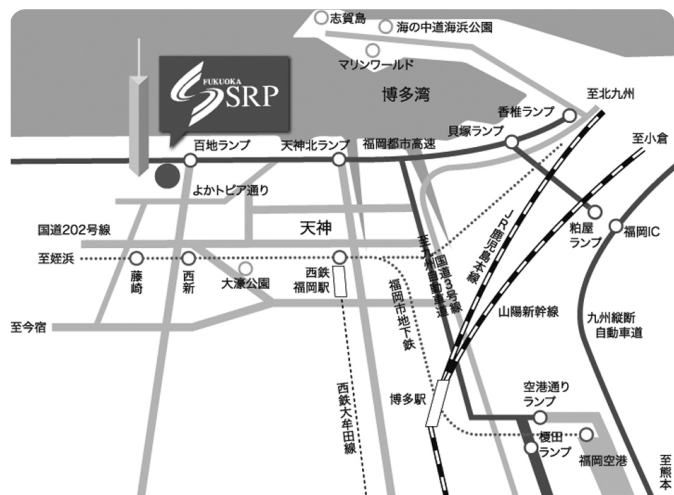 志賀島
海の中道海浜公園
マリンワールド
博多湾
FUKUOKA
SRP
至北九州
香椎ランプ
貝塚ランプ
至小倉
百地ランプ
天神北ランプ
福岡都市高速
よかトピア通り
天神
国道202号線
至姪浜
藤崎
西新
大濠公園
西鉄
福岡駅
福岡市地下鉄
国道3号線
至九州自動車道
JR鹿児島本線
粕屋
ランプ
福岡IC
山陽新幹線
九州縦断
自動車道
至今宿
西鉄大牟田線
博多駅
空港通り
ランプ
榎田
ランプ
福岡空港
至熊本